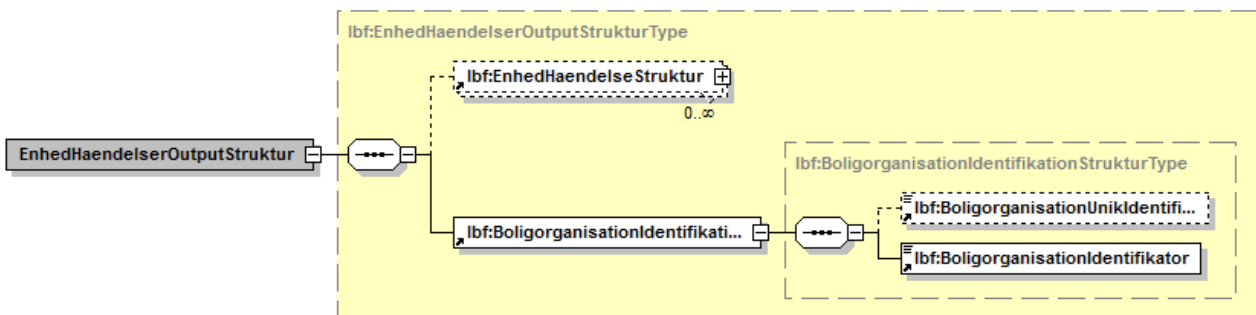 lbf:EnhedHaendelserOutputStrukturType
lbf:EnhedHaendelseStruktur
0..∞
EnhedHaendelserOutputStruktur
lbf:BoligorganisationIdentifikationStrukturType
lbf:BoligorganisationUnikIdentifi...
lbf:BoligorganisationIdentifikati...
lbf:BoligorganisationIdentifikator